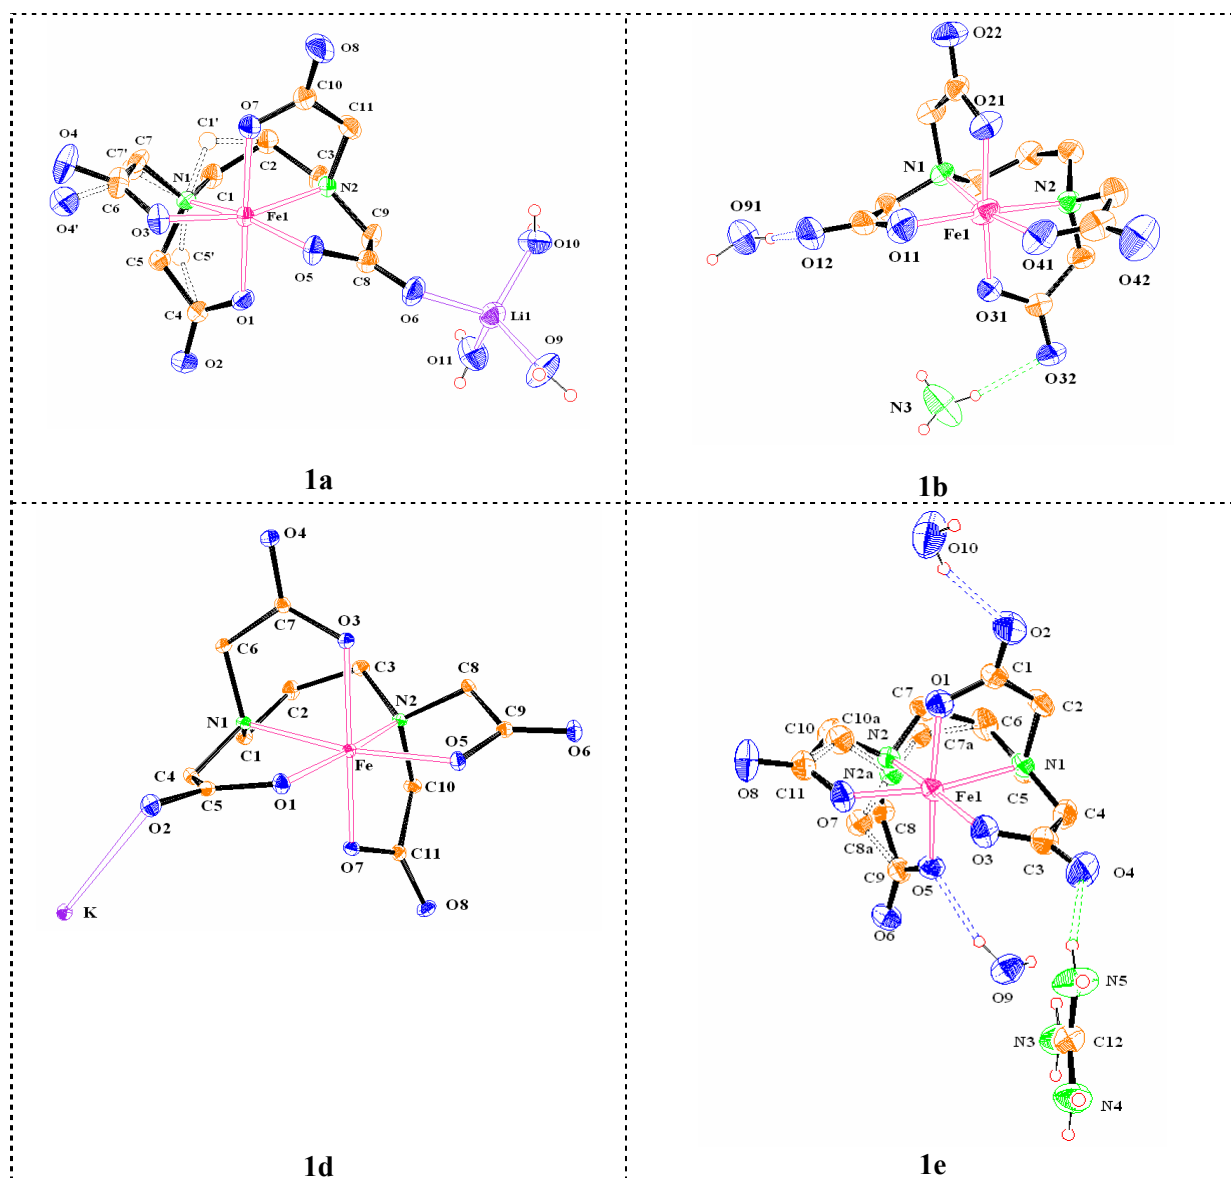 O8
C10
O7
C11
C1'
O4
C7
C7'
N1
C2
C3
N2
C1
C6
O4'
O3
Fe1
C9
O10
C5
C5'
O5
C8
C4
O1
O6
Li1
O2
O11
O9
1a
O22
O21
N1
N2
O91
O12
O11
Fe1
O41
O42
O31
O32
N3
1b
O4
C7
O3
C6
C3
C8
C2
N2
C9
N1
C1
O5
O6
Fe
C4
C5
O1
C10
O2
O7
C11
O8
K
1d
O10
O2
C1
O1
C7
C6
C2
C10
C10a
N2
C7a
N1
O8
C11
N2a
Fe1
C5
O7
C8
C4
C8a
O3
C3
O4
C9
O5
O6
O9
N5
N3
C12
N4
1e